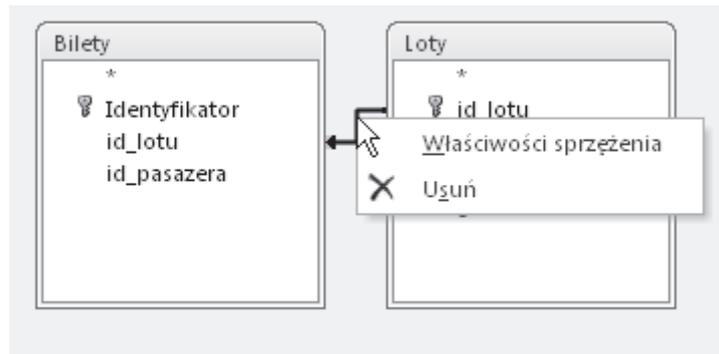 Bilety
*
Identyfikator
id_lotu
id_pasazera
Loty
*
id_lotu
Właściwości sprzężenia
Usuń